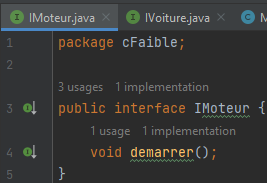 IMoteur.java × IVoiture.java × M
1 package cFaible;
2
3 usages 1 implementation
3 public interface IMoteur {
1 usage 1 implementation
4 void demarrer();
5 }